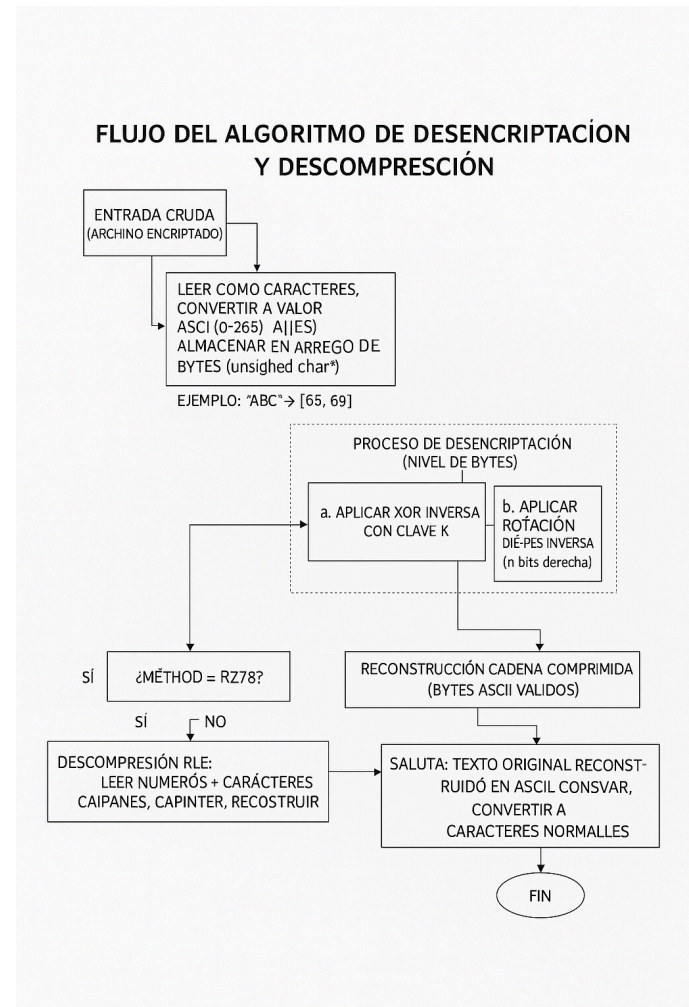 FLUJO DEL ALGORITMO DE DESENCRIPTACÍON
Y DESCOMPRESCIÓN
ENTRADA CRUDA
(ARCHINO ENCRIPTADO)
LEER COMO CARACTERES,
CONVERTIR A VALOR
ASCI (0-265) A||ES)
ALMACENAR EN ARREGO DE
BYTES (unsighed char*)
EJEMPLO: "ABC"→ [65, 69]
PROCESO DE DESENCRIPTACIÓN
(NIVEL DE BYTES)
a. APLICAR XOR INVERSA
CON CLAVE K
b. APLICAR
ROTACIÓN
DIÉ-PES INVERSA
(n bits derecha)
SÍ
¿MĚTHOD = RZ78?
RECONSTRUCCIÓN CADENA COMPRIMIDA
(BYTES ASCII VALIDOS)
SÍ
NO
DESCOMPRESIÓN RLE:
LEER NUMERÓS + CARÁCTERES
CAIPANES, CAPINTER, RECOSTRUIR
SALUTA: TEXTO ORIGINAL RECONST-
RUIDÓ EN ASCIL CONSVAR,
CONVERTIR A
CARACTERES NORMALLES
FIN